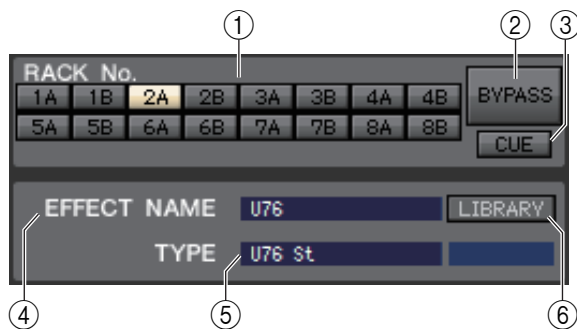 ① ② ③
RACK No.
1A 1B 2A 2B 3A 3B 4A 4B BYPASS
5A 5B 6A 6B 7A 7B 8A 8B
CUE
EFFECT NAME U76 LIBRARY
TYPE U76 St
④ ⑤ ⑥